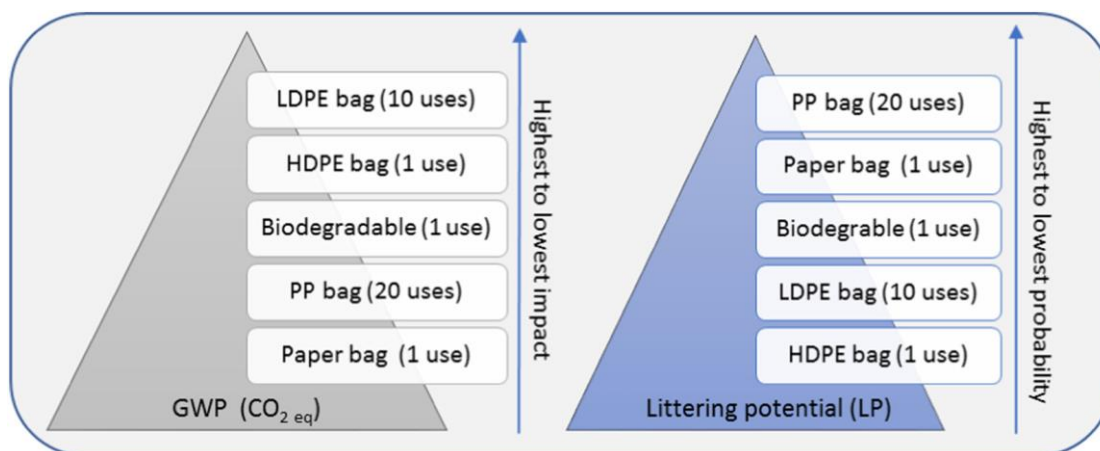 LDPE bag (10 uses)
HDPE bag (1 use)
Biodegradable (1 use)
PP bag (20 uses)
Paper bag (1 use)
GWP (CO2 eq)
Highest to lowest impact
PP bag (20 uses)
Paper bag (1 use)
Biodegrable (1 use)
LDPE bag (10 uses)
HDPE bag (1 use)
Littering potential (LP)
Highest to lowest probability